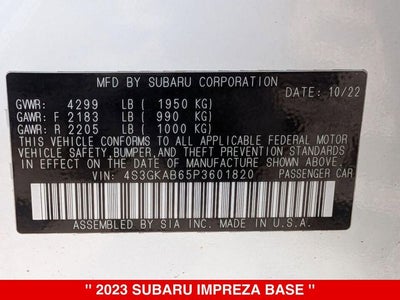 MFD BY SUBARU CORPORATION
DATE: 10/22
GVWR: 4299 LB ( 1950 KG)
GAWR: F 2183 LB ( 990 KG)
GAWR: R 2205 LB ( 1000 KG)
THIS VEHICLE CONFORMS TO ALL APPLICABLE FEDERAL MOTOR
VEHICLE SAFETY, BUMPER, AND THEFT PREVENTION STANDARDS
IN EFFECT ON THE DATE OF MANUFACTURE SHOWN ABOVE.
VIN: 4S3GKAB65P3601820 PASSENGER CAR
ASSEMBLED BY SIA INC. MADE IN U.S.A.
" 2023 SUBARU IMPREZA BASE "